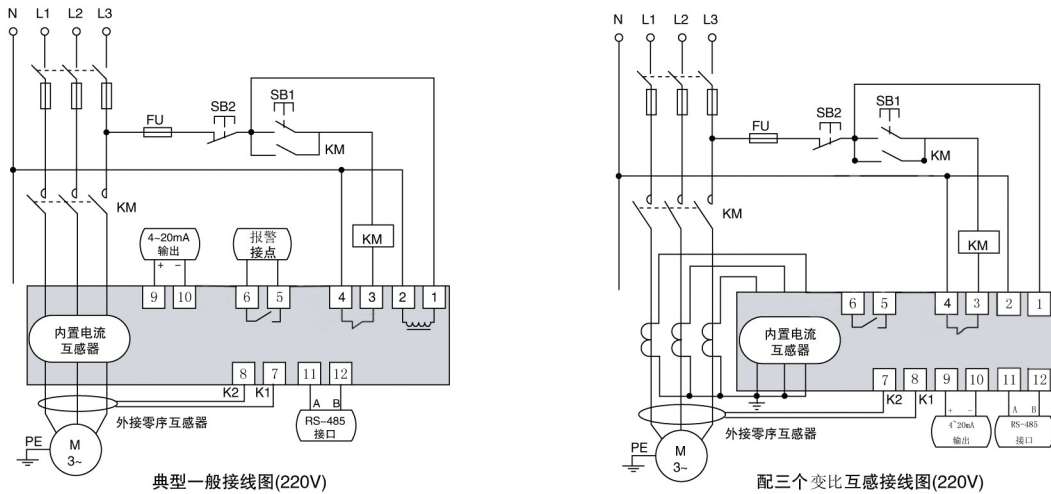 N L1 L2 L3
SB2
SB1
FU
KM
KM
4~20mA
输出
+ −
报警
接点
KM
9 10 6 5 4 3 2 1
内置电流
互感器
8 7 11 12
K2 K1 A B
RS-485
接口
外接零序互感器
PE
M
3~
典型一般接线图(220V)
N L1 L2 L3
SB2
SB1
FU
KM
KM
KM
6 5 4 3 2 1
内置电流
互感器
7 8 9 10 11 12
K2 K1 + − A B
4~20mA
输出
RS-485
接口
外接零序互感器
PE
M
3~
配三个变比互感接线图(220V)